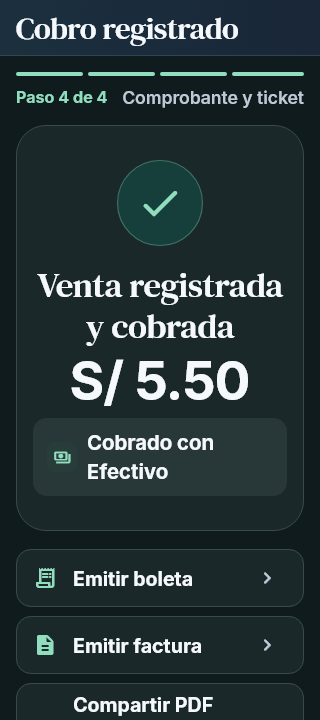 Cobro registrado
Paso 4 de 4 Comprobante y ticket
Venta registrada
y cobrada
S/ 5.50
Cobrado con
Efectivo
Emitir boleta
Emitir factura
Compartir PDF